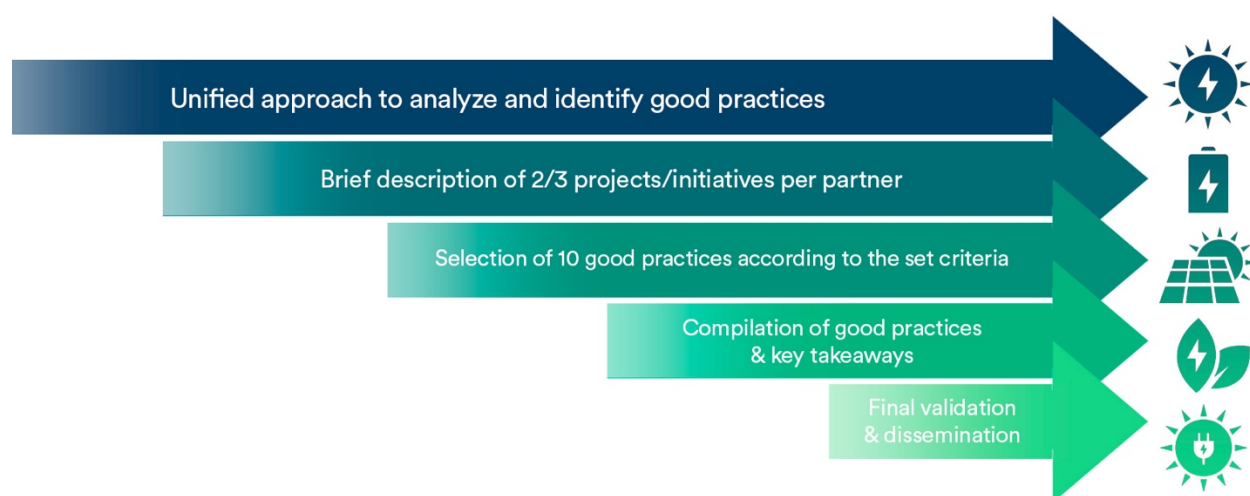 Unified approach to analyze and identify good practices
Brief description of 2/3 projects/initiatives per partner
Selection of 10 good practices according to the set criteria
Compilation of good practices
& key takeaways
Final validation
& dissemination